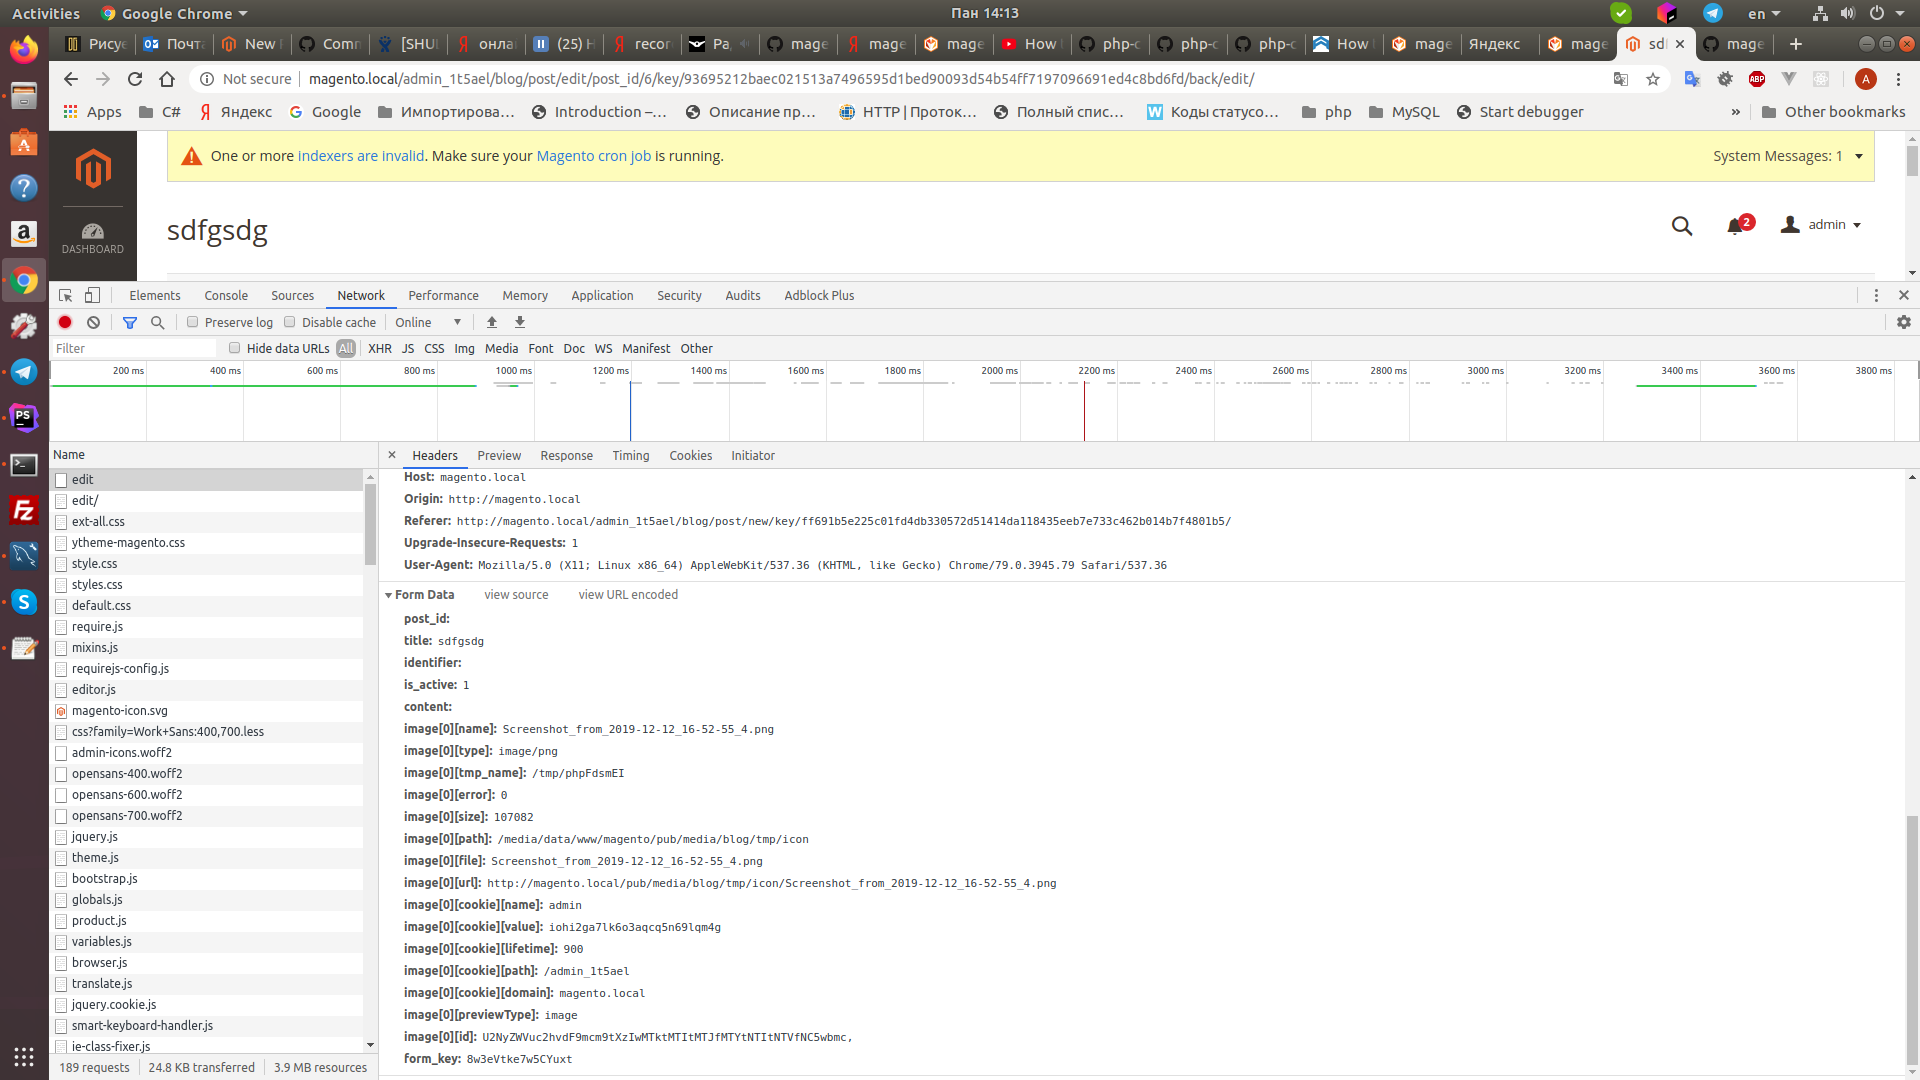 Activities Google Chrome Пан 14:13 en
Рисуе Почта New Com [SHU онла (25) Н recor Ра mage mage mage How php-c php-c php-c How mage Яндекс mage sd mage
Not secure magento.local/admin_1t5ael/blog/post/edit/post_id/6/key/93695212baec021513a7496595d1bed90093d54b54ff7197096691ed4c8bd6fd/back/edit/
Apps C# Яндекс Google Импортирова… Introduction –… Описание пр… HTTP | Проток… Полный спис… Коды статусо… php MySQL Start debugger » Other bookmarks
One or more indexers are invalid. Make sure your Magento cron job is running. System Messages: 1
sdfgsdg 2 admin
DASHBOARD
Elements Console Sources Network Performance Memory Application Security Audits Adblock Plus
Preserve log Disable cache Online
Filter Hide data URLs All XHR JS CSS Img Media Font Doc WS Manifest Other
200 ms 400 ms 600 ms 800 ms 1000 ms 1200 ms 1400 ms 1600 ms 1800 ms 2000 ms 2200 ms 2400 ms 2600 ms 2800 ms 3000 ms 3200 ms 3400 ms 3600 ms 3800 ms
Name
edit
edit/
ext-all.css
ytheme-magento.css
style.css
styles.css
default.css
require.js
mixins.js
requirejs-config.js
editor.js
magento-icon.svg
css?family=Work+Sans:400,700.less
admin-icons.woff2
opensans-400.woff2
opensans-600.woff2
opensans-700.woff2
jquery.js
theme.js
bootstrap.js
globals.js
product.js
variables.js
browser.js
translate.js
jquery.cookie.js
smart-keyboard-handler.js
ie-class-fixer.js
189 requests 24.8 KB transferred 3.9 MB resources
Headers Preview Response Timing Cookies Initiator
Host: magento.local
Origin: http://magento.local
Referer: http://magento.local/admin_1t5ael/blog/post/new/key/ff691b5e225c01fd4db330572d51414da118435eeb7e733c462b014b7f4801b5/
Upgrade-Insecure-Requests: 1
User-Agent: Mozilla/5.0 (X11; Linux x86_64) AppleWebKit/537.36 (KHTML, like Gecko) Chrome/79.0.3945.79 Safari/537.36
Form Data view source view URL encoded
post_id:
title: sdfgsdg
identifier:
is_active: 1
content:
image[0][name]: Screenshot_from_2019-12-12_16-52-55_4.png
image[0][type]: image/png
image[0][tmp_name]: /tmp/phpFdsmEI
image[0][error]: 0
image[0][size]: 107082
image[0][path]: /media/data/www/magento/pub/media/blog/tmp/icon
image[0][file]: Screenshot_from_2019-12-12_16-52-55_4.png
image[0][url]: http://magento.local/pub/media/blog/tmp/icon/Screenshot_from_2019-12-12_16-52-55_4.png
image[0][cookie][name]: admin
image[0][cookie][value]: iohi2ga7lk6o3aqcq5n69lqm4g
image[0][cookie][lifetime]: 900
image[0][cookie][path]: /admin_1t5ael
image[0][cookie][domain]: magento.local
image[0][previewType]: image
image[0][id]: U2NyZWVuc2hvdF9mcm9tXzIwMTktMTItMTJfMTYtNTItNTVfNC5wbmc,
form_key: 8w3eVtke7w5CYuxt